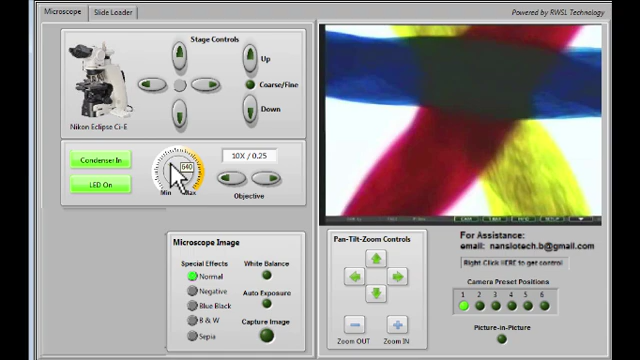 Microscope
Slide Loader
Powered by RWSL Technology
Stage Controls
Up
Coarse/Fine
Down
Nikon Eclipse Ci-E
Condenser In
LED On
640
Min
Max
10X / 0.25
Objective
Microscope Image
Special Effects
Normal
Negative
Blue Black
B & W
Sepia
White Balance
Auto Exposure
Capture Image
Pan-Tilt-Zoom Controls
Zoom OUT
Zoom IN
For Assistance:
email: nanslotech.b@gmail.com
Right Click HERE to get control
Camera Preset Positions
1 2 3 4 5 6
Picture-in-Picture